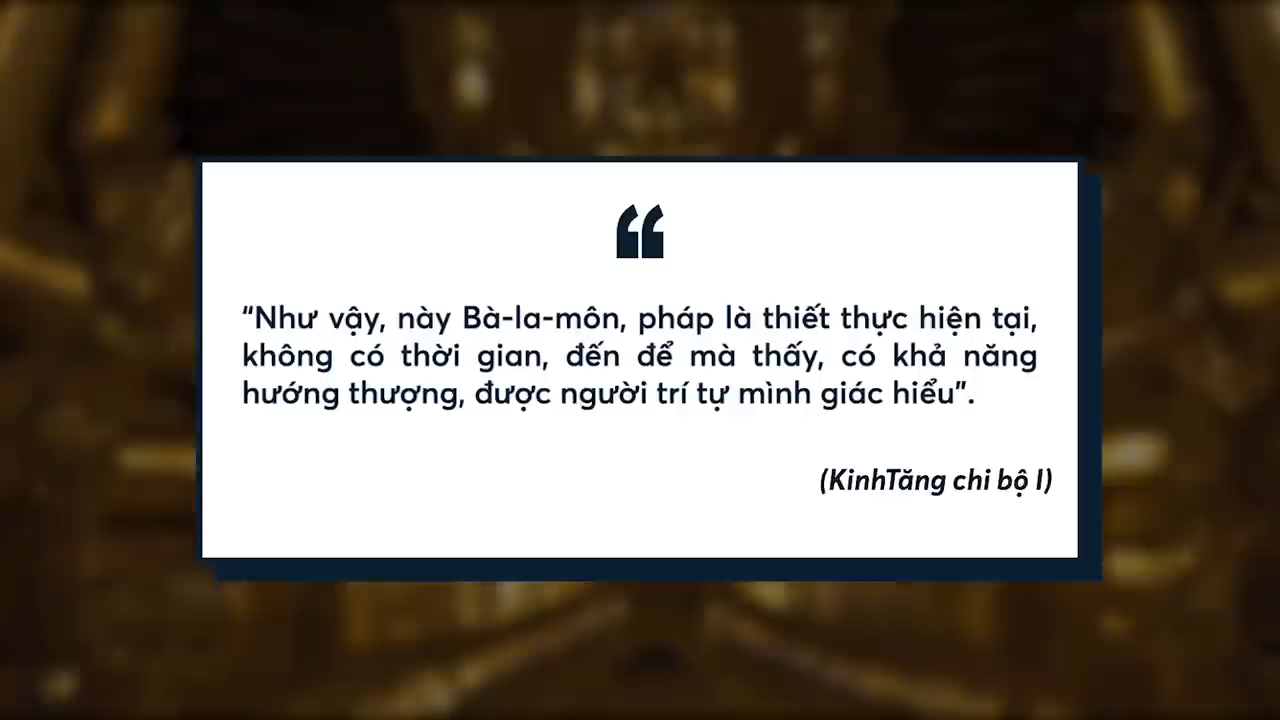 “Như vậy, này Bà-la-môn, pháp là thiết thực hiện tại,
không có thời gian, đến để mà thấy, có khả năng
hướng thượng, được người trí tự mình giác hiểu”.
(KinhTăng chi bộ I)